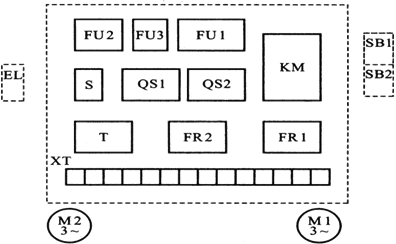 FU2 FU3 FU1
KM
SB1
EL
S QS1 QS2
SB2
T FR2 FR1
XT
M2
3~
M1
3~